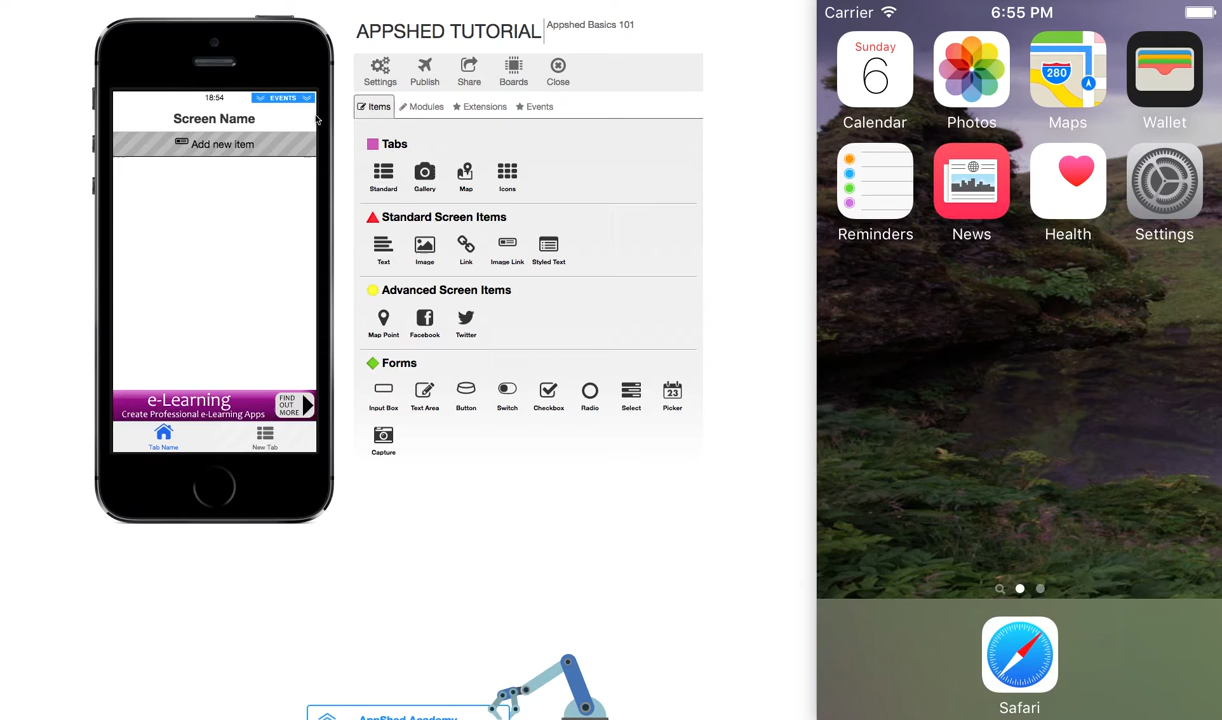 18:54
EVENTS
Screen Name
Add new item
e-Learning
Create Professional e-Learning Apps
FIND
OUT
MORE
Tab Name
New Tab
APPSHED TUTORIAL
Appshed Basics 101
Settings
Publish
Share
Boards
Close
Items
Modules
Extensions
Events
Tabs
Standard
Gallery
Map
Icons
Standard Screen Items
Text
Image
Link
Image Link
Styled Text
Advanced Screen Items
Map Point
Facebook
Twitter
Forms
Input Box
Text Area
Button
Switch
Checkbox
Radio
Select
23
Picker
Capture
AppShed Academy
Carrier
6:55 PM
Sunday
6
280
Calendar
Photos
Maps
Wallet
Reminders
News
Health
Settings
Safari